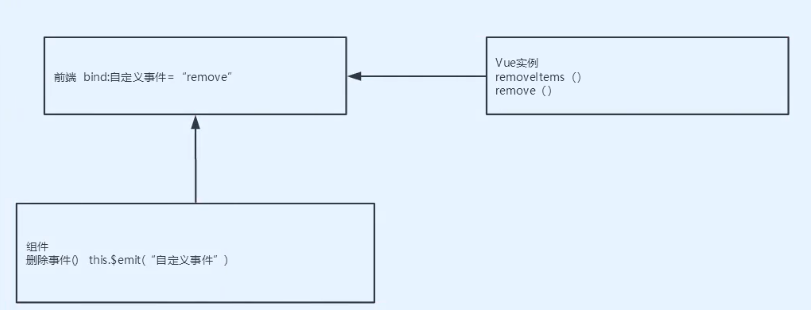 前端 bind:自定义事件=“remove”
Vue实例
removeItems（）
remove（）
组件
删除事件() this.$emit(“自定义事件”)